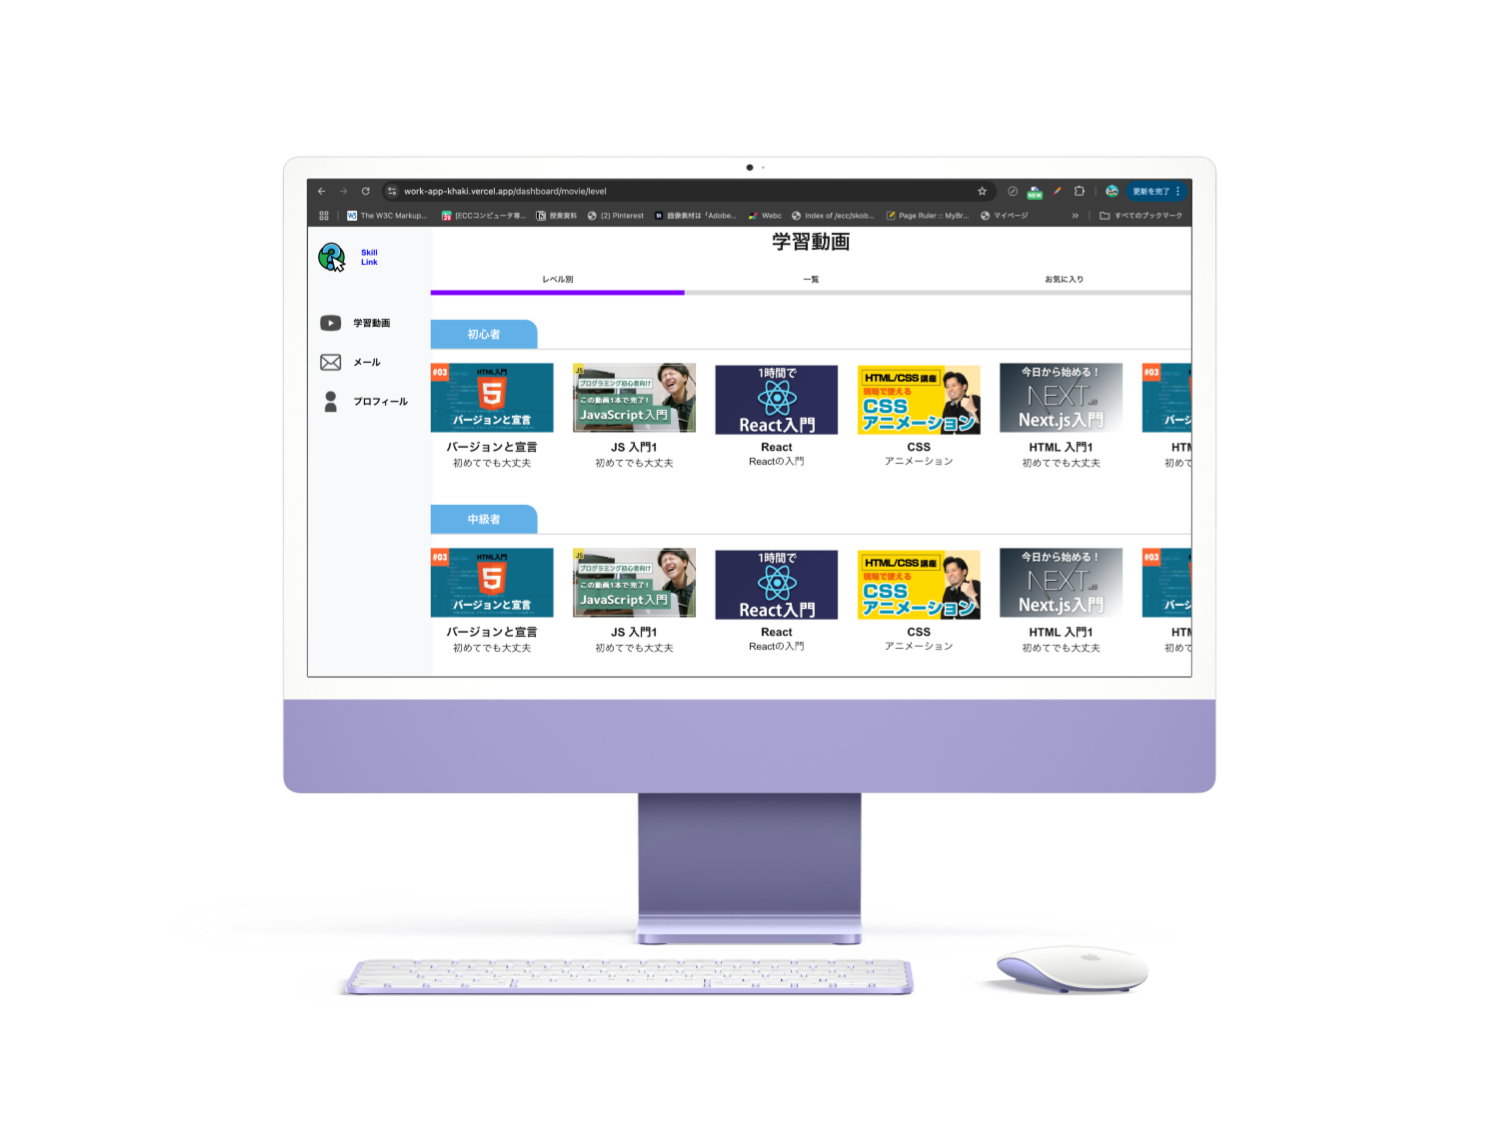 work-app-khaki.vercel.app/dashboard/movie/level
NEW
更新を完了
The W3C Markup...
[ECCコンピュータ専...
授業資料
(2) Pinterest
画像素材は「Adobe...
Webc
Index of /ecc/skob...
Page Ruler :: MyBr...
マイページ
»
すべてのブックマーク
Skill
Link
学習動画
メール
プロフィール
学習動画
レベル別
一覧
お気に入り
初心者
#03
HTML入門
5
バージョンと宣言
JS
プログラミング初心者向け
この動画1本で完了!
JavaScript入門
1時間で
React入門
HTML/CSS 講座
現場で使える
CSS
アニメーション
今日から始める!
NEXT.JS
Next.js入門
#03
バージ
バージョンと宣言
初めてでも大丈夫
JS 入門1
初めてでも大丈夫
React
Reactの入門
CSS
アニメーション
HTML 入門1
初めてでも大丈夫
HTM
初めて
中級者
#03
HTML入門
5
バージョンと宣言
JS
プログラミング初心者向け
この動画1本で完了!
JavaScript入門
1時間で
React入門
HTML/CSS 講座
現場で使える
CSS
アニメーション
今日から始める!
NEXT.JS
Next.js入門
#03
バージ
バージョンと宣言
初めてでも大丈夫
JS 入門1
初めてでも大丈夫
React
Reactの入門
CSS
アニメーション
HTML 入門1
初めてでも大丈夫
HTM
初めて